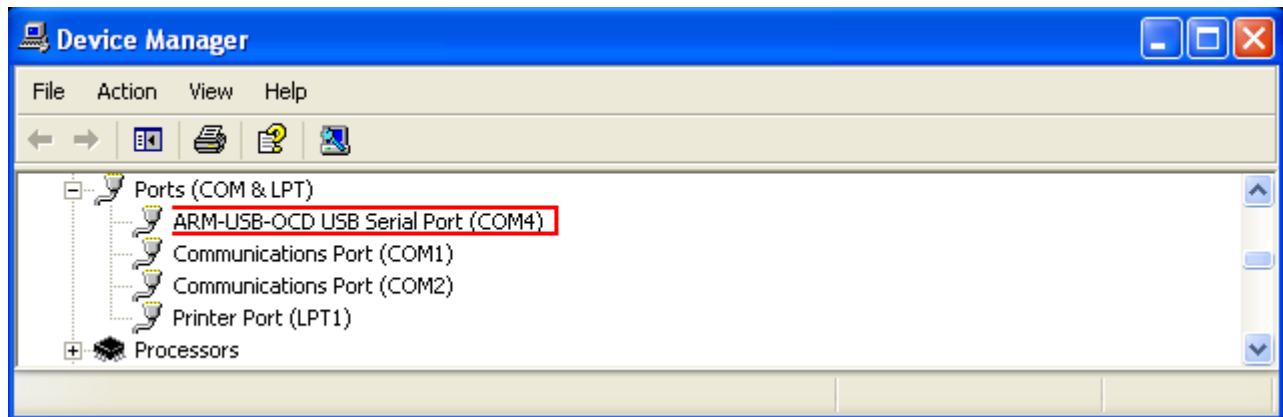 Device Manager
File Action View Help
Ports (COM & LPT)
ARM-USB-OCD USB Serial Port (COM4)
Communications Port (COM1)
Communications Port (COM2)
Printer Port (LPT1)
Processors